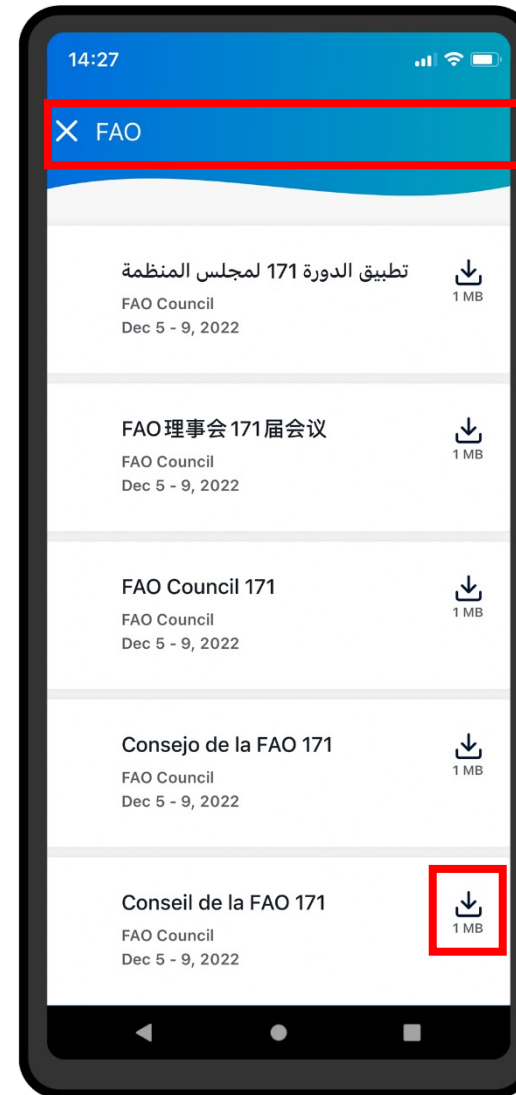 14:27
FAO
تطبيق الدورة 171 لمجلس المنظمة
1 MB
FAO Council
Dec 5 - 9, 2022
FAO理事会171届会议
1 MB
FAO Council
Dec 5 - 9, 2022
FAO Council 171
1 MB
FAO Council
Dec 5 - 9, 2022
Consejo de la FAO 171
1 MB
FAO Council
Dec 5 - 9, 2022
Conseil de la FAO 171
1 MB
FAO Council
Dec 5 - 9, 2022